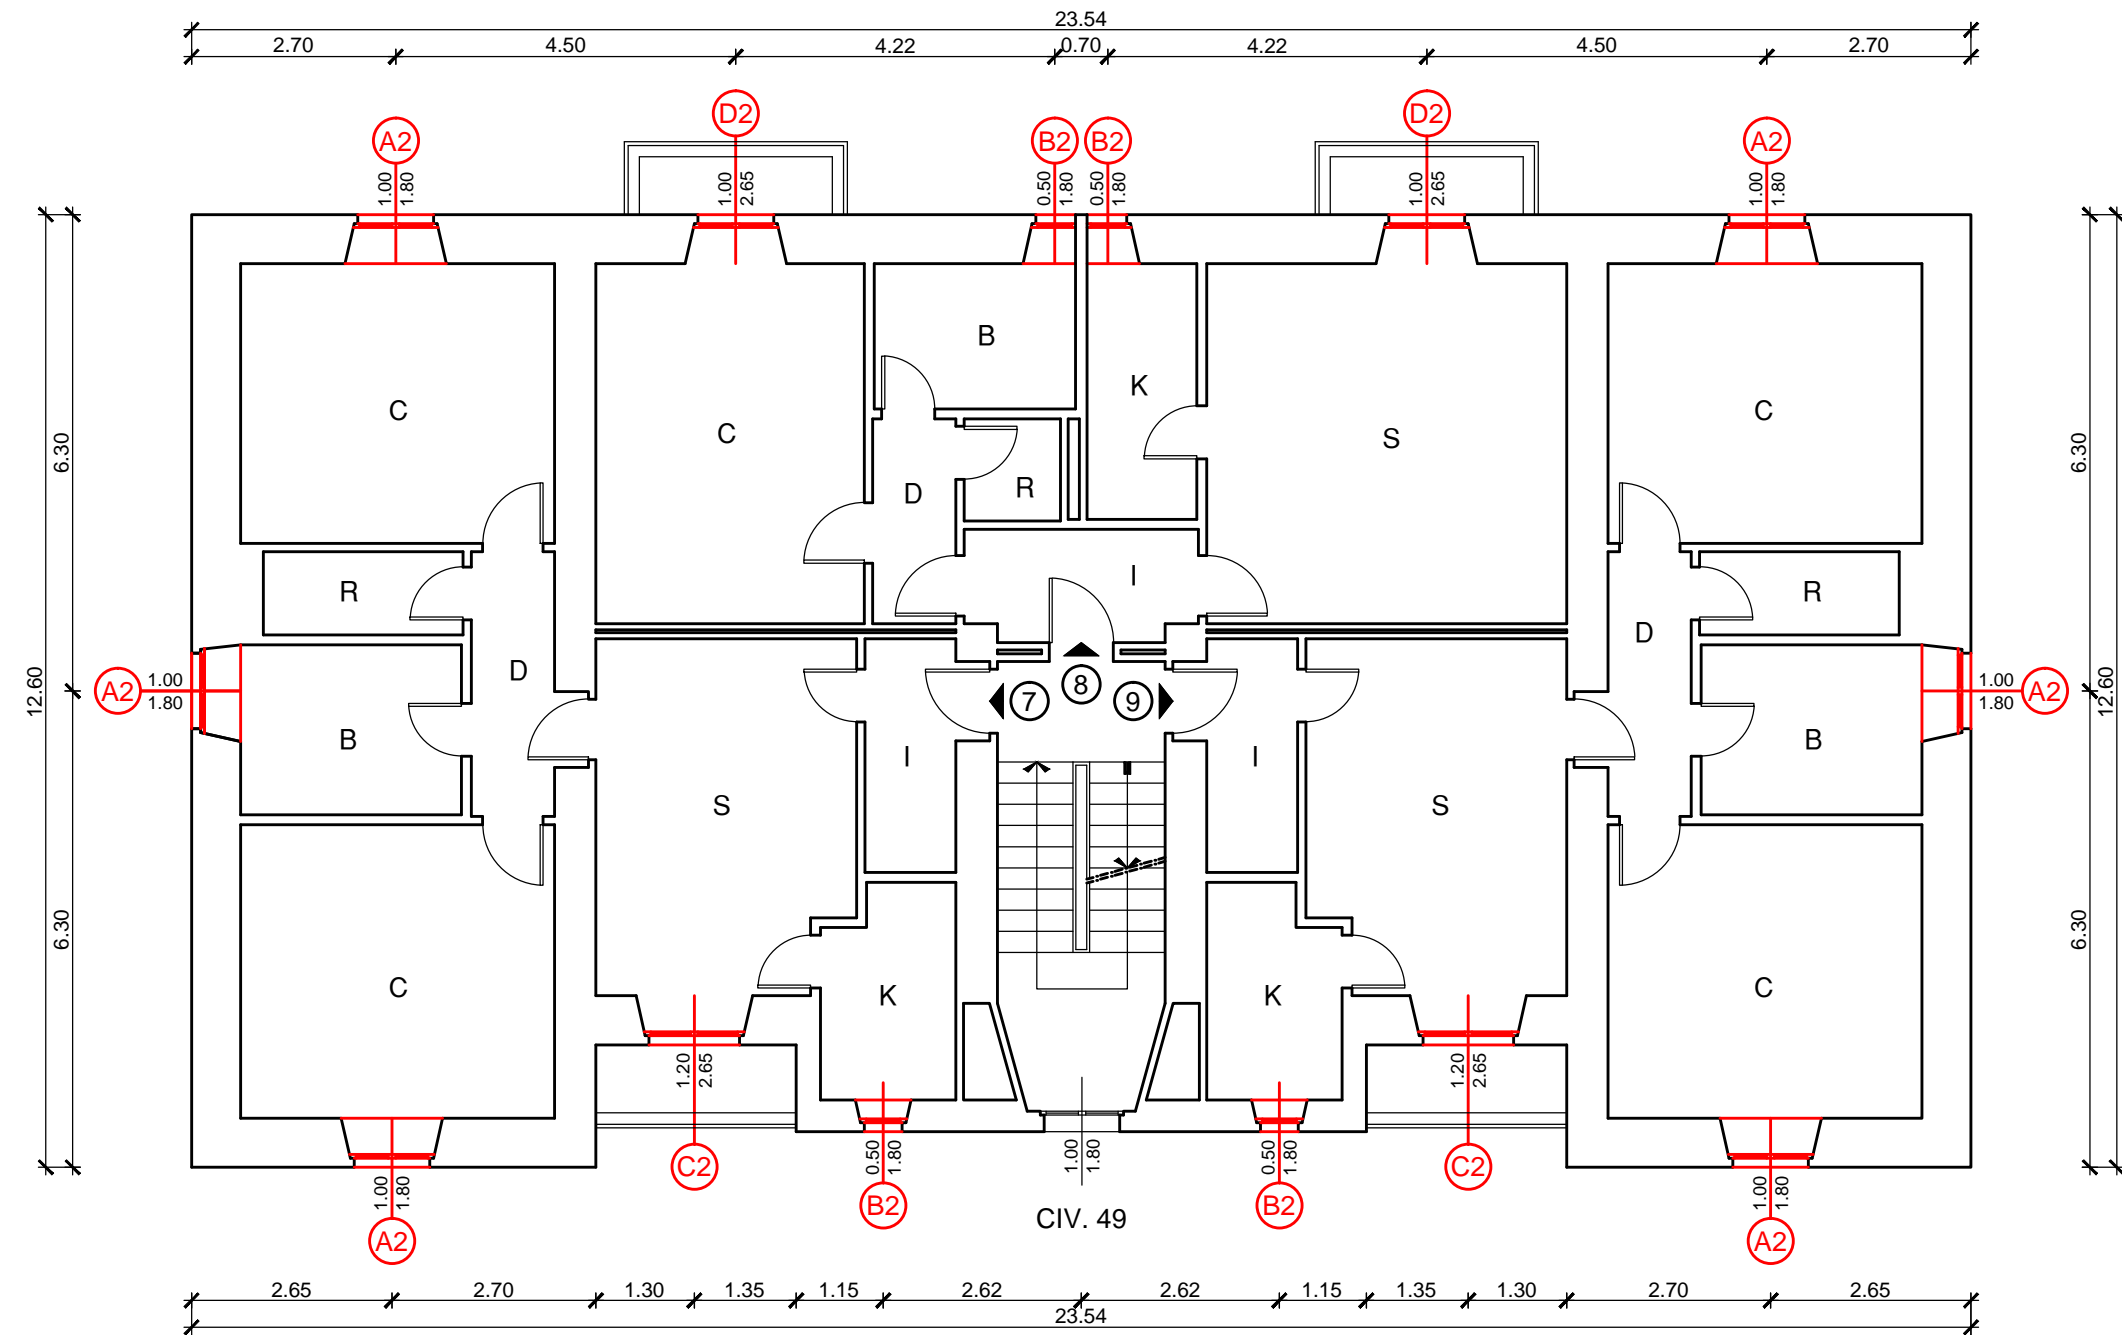 23.54
2.70 4.50 4.22 0.70 4.22 4.50 2.70
D2 D2
A2 B2 B2 A2
1.00 1.80 1.00 2.65 0.50 1.80 0.50 1.80 1.00 2.65 1.00 1.80
B
K
C C
C S
6.30 6.30
D R
I
R R
D D
12.60 12.60
A2 1.00 1.80 7 8 9 1.00 1.80 A2
B B
I I
S S
6.30 6.30
C K K C
1.20 2.65 1.20 2.65
0.50 1.80 1.00 1.80 0.50 1.80
C2 C2
1.00 1.80 1.00 1.80
B2 B2
CIV. 49
A2 A2
2.65 2.70 1.30 1.35 1.15 2.62 2.62 1.15 1.35 1.30 2.70 2.65
23.54